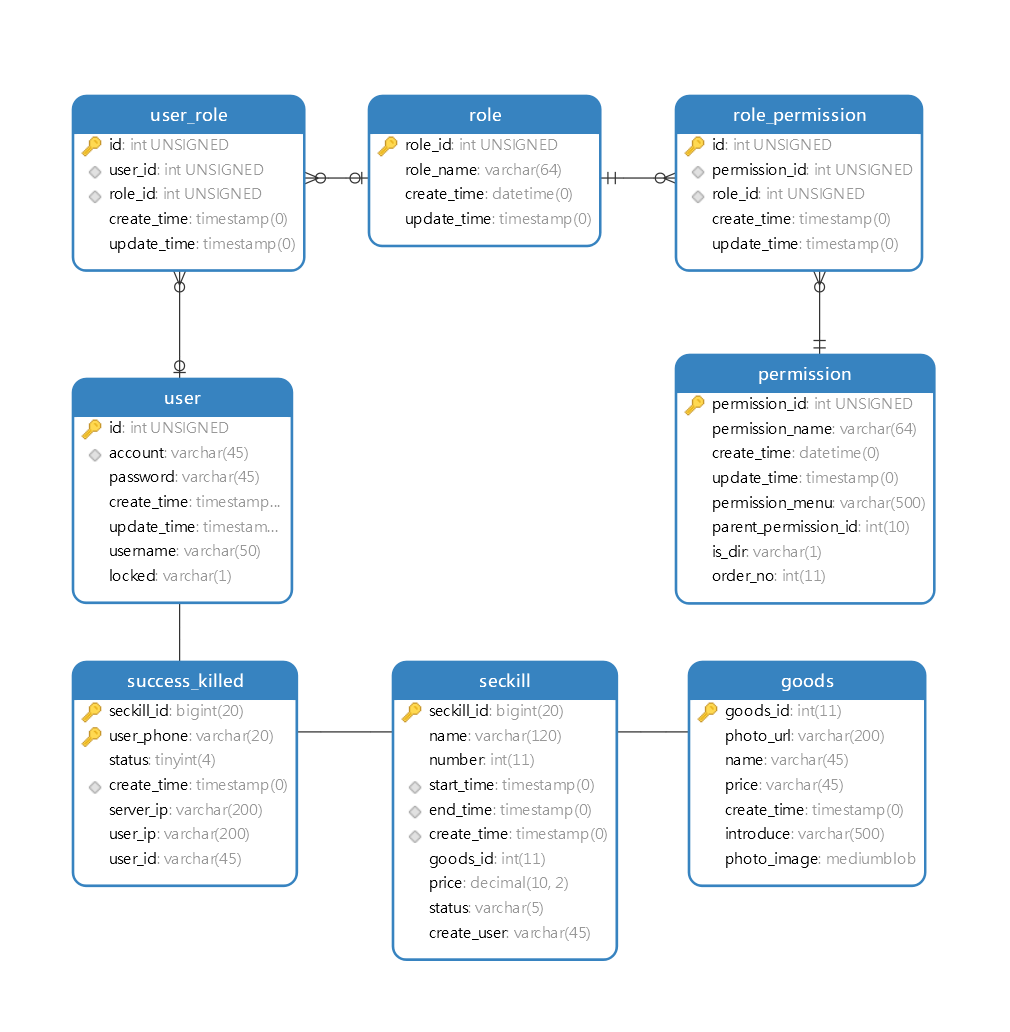 user_role
id: int UNSIGNED
user_id: int UNSIGNED
role_id: int UNSIGNED
create_time: timestamp(0)
update_time: timestamp(0)
role
role_id: int UNSIGNED
role_name: varchar(64)
create_time: datetime(0)
update_time: timestamp(0)
role_permission
id: int UNSIGNED
permission_id: int UNSIGNED
role_id: int UNSIGNED
create_time: timestamp(0)
update_time: timestamp(0)
user
id: int UNSIGNED
account: varchar(45)
password: varchar(45)
create_time: timestamp...
update_time: timestam...
username: varchar(50)
locked: varchar(1)
permission
permission_id: int UNSIGNED
permission_name: varchar(64)
create_time: datetime(0)
update_time: timestamp(0)
permission_menu: varchar(500)
parent_permission_id: int(10)
is_dir: varchar(1)
order_no: int(11)
success_killed
seckill_id: bigint(20)
user_phone: varchar(20)
status: tinyint(4)
create_time: timestamp(0)
server_ip: varchar(200)
user_ip: varchar(200)
user_id: varchar(45)
seckill
seckill_id: bigint(20)
name: varchar(120)
number: int(11)
start_time: timestamp(0)
end_time: timestamp(0)
create_time: timestamp(0)
goods_id: int(11)
price: decimal(10, 2)
status: varchar(5)
create_user: varchar(45)
goods
goods_id: int(11)
photo_url: varchar(200)
name: varchar(45)
price: varchar(45)
create_time: timestamp(0)
introduce: varchar(500)
photo_image: mediumblob